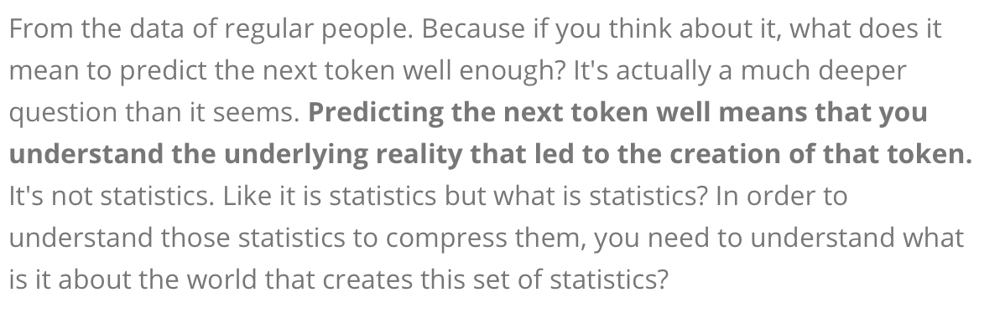 From the data of regular people. Because if you think about it, what does it
mean to predict the next token well enough? It's actually a much deeper
question than it seems. Predicting the next token well means that you
understand the underlying reality that led to the creation of that token.
It's not statistics. Like it is statistics but what is statistics? In order to
understand those statistics to compress them, you need to understand what
is it about the world that creates this set of statistics?